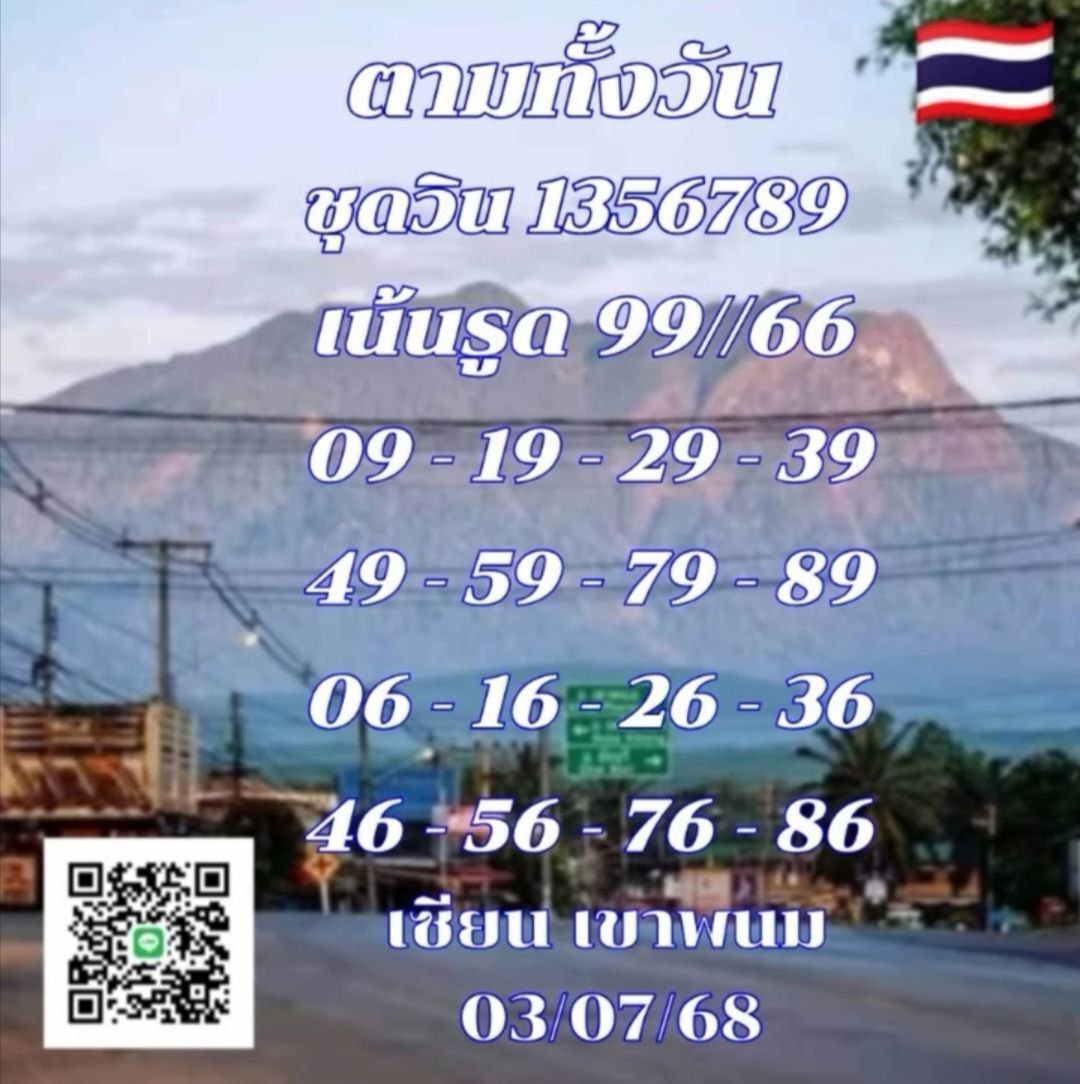 ตามทั้งวัน
ชุดวิน 1356789
เน้นรูด 99//66
09 - 19 - 29 - 39
49 - 59 - 79 - 89
06 - 16 - 26 - 36
46 - 56 - 76 - 86
เซียน เขาพนม
03/07/68